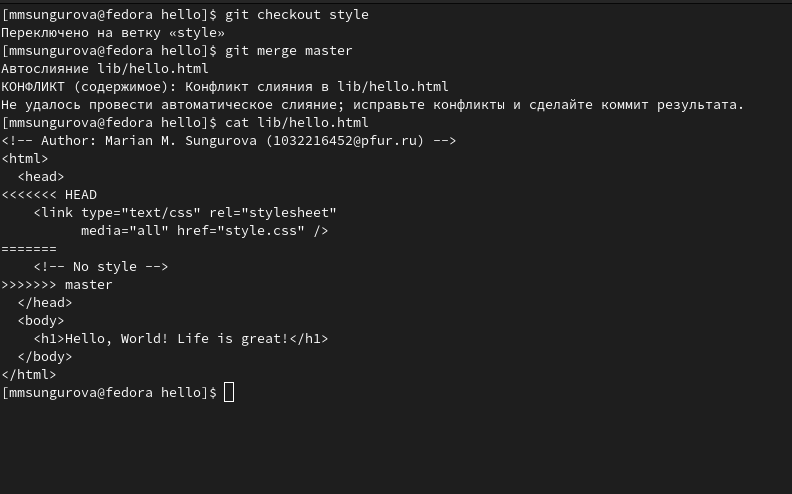 [mmsungurova@fedora hello]$ git checkout style
Переключено на ветку «style»
[mmsungurova@fedora hello]$ git merge master
Автослияние lib/hello.html
КОНФЛИКТ (содержимое): Конфликт слияния в lib/hello.html
Не удалось провести автоматическое слияние; исправьте конфликты и сделайте коммит результата.
[mmsungurova@fedora hello]$ cat lib/hello.html
<!-- Author: Marian M. Sungurova (1032216452@pfur.ru) -->
<html>
  <head>
<<<<<<< HEAD
    <link type="text/css" rel="stylesheet"
          media="all" href="style.css" />
=======
    <!-- No style -->
>>>>>>> master
  </head>
  <body>
    <h1>Hello, World! Life is great!</h1>
  </body>
</html>
[mmsungurova@fedora hello]$